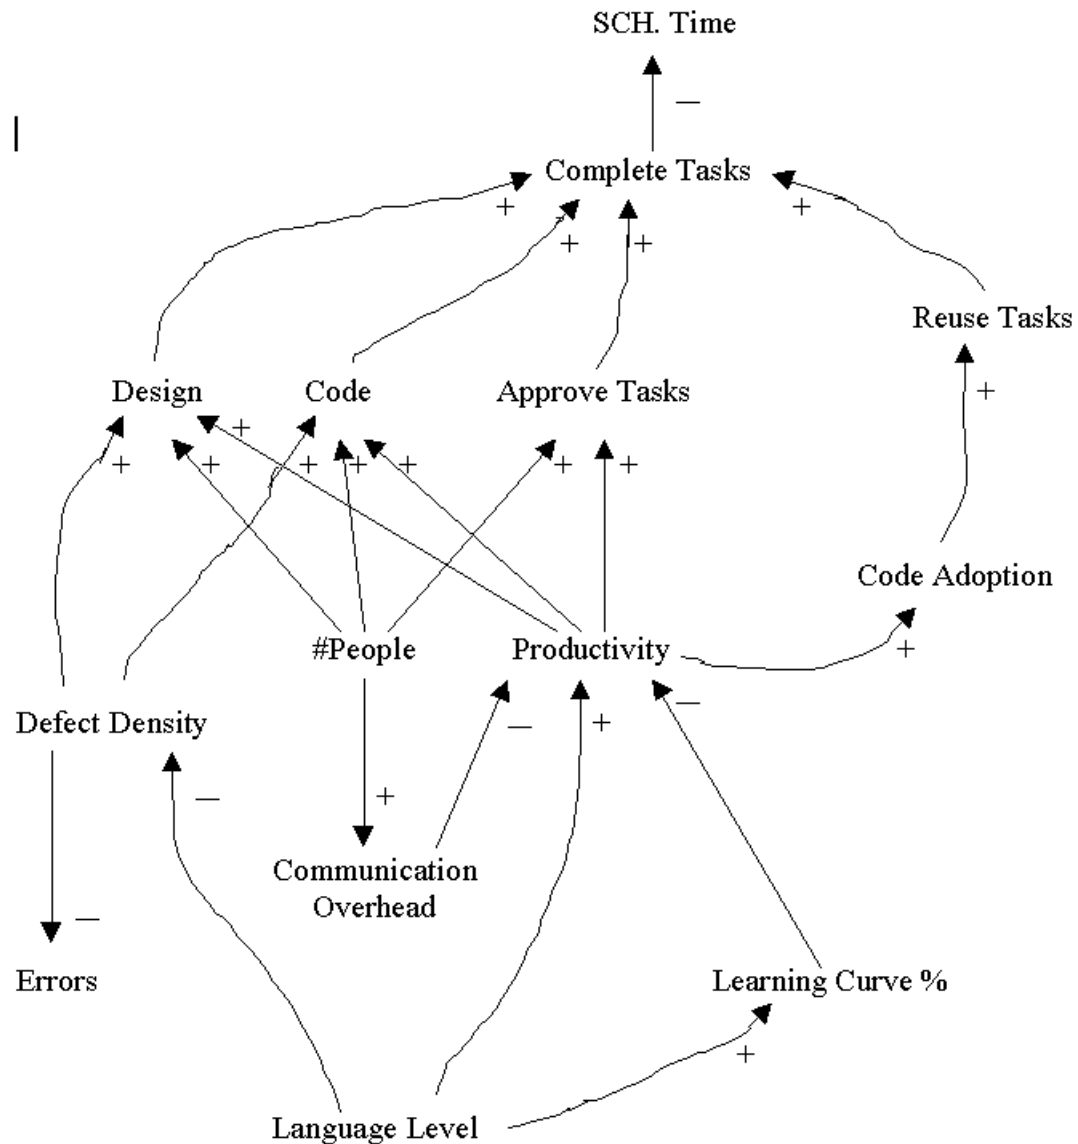 SCH. Time
—
|
Complete Tasks
+ +
+ +
Reuse Tasks
Design Code Approve Tasks +
+
+ + + + + + +
Code Adoption
#People Productivity +
— + —
Defect Density
— +
Communication
Overhead
—
Errors Learning Curve %
+
Language Level